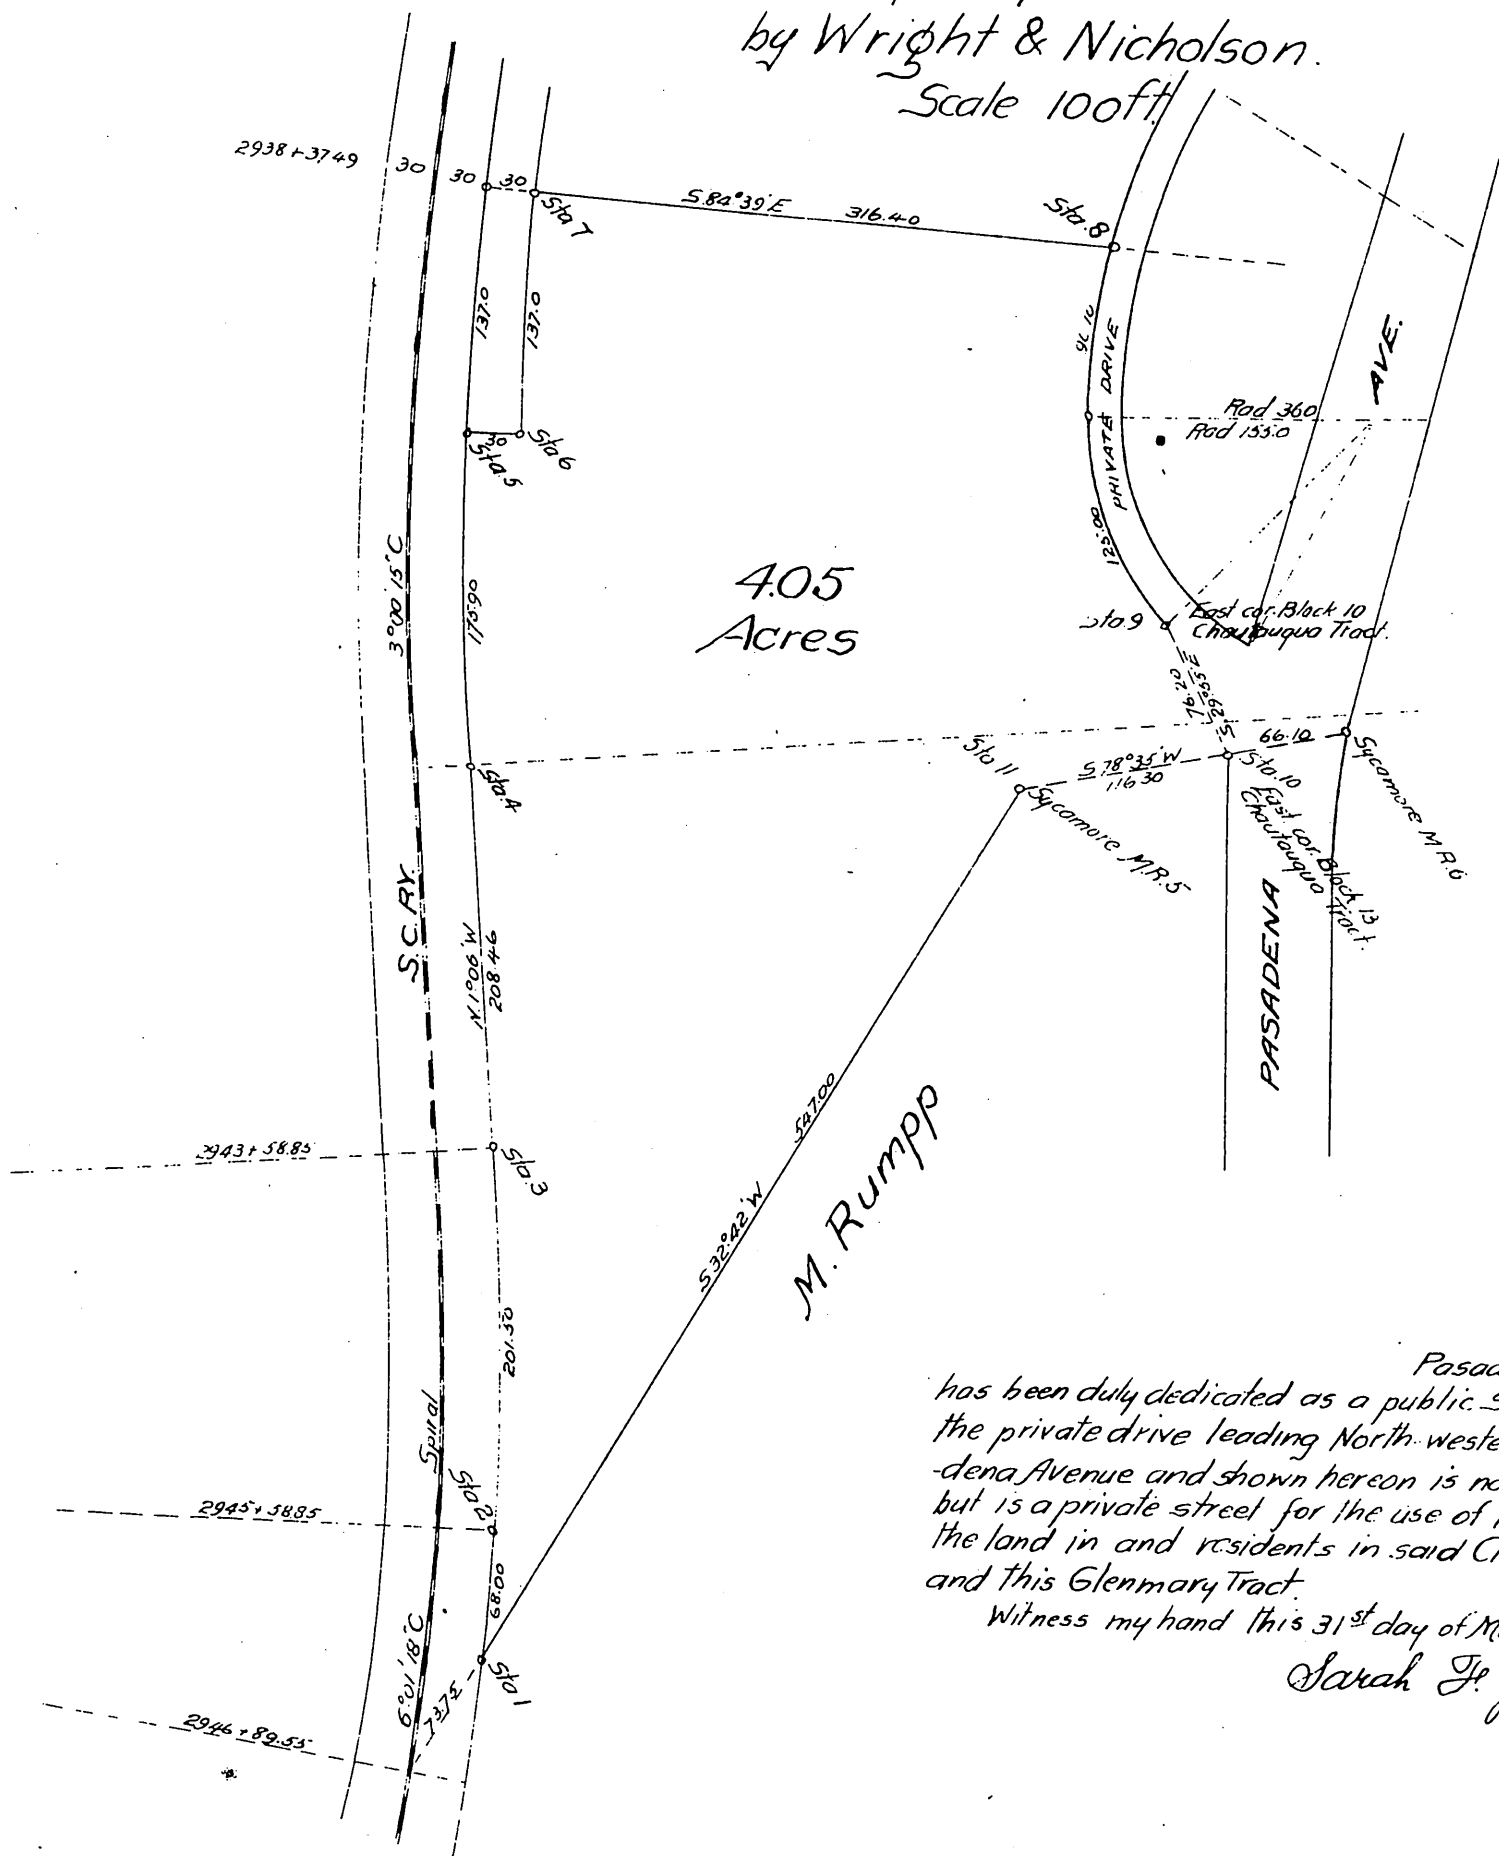 by Wright & Nicholson.
Scale 100ft.
2938+37.49
30
30
30
Sta 7
S.84°39'E 316.40
Sta.8
137.0
137.0
PRIVATE DRIVE
AVE.
Rad 360
Rad 155.0
30
Sta.5
Sta 6
125.00
3°00'15"C
175.90
4.05
Acres
Sta.9
East cor. Block 10
Chautauqua Tract.
S.29°55'E
76.20
66.10
Sta 11
S.78°35'W
116.30
Sta.10
East cor. Block 13
Chautauqua Tract.
Sycamore M.R.6
Sycamore M.R.5
Sta.4
S.C.RY.
N.1°06'W
208.46
PASADENA
547.00
S32°42'W
M. Rumpp
2943+58.85
Sta.3
201.50
Spiral
Sta 2
2945+58.85
68.00
6°01'18"C
73.75
Sta 1
2946+89.55
Pasad
has been duly dedicated as a public S
the private drive leading North-weste
-dena Avenue and shown hereon is no
but is a private street for the use of
the land in and residents in said C
and this Glenmary Tract.
Witness my hand this 31st day of M
Sarah F.